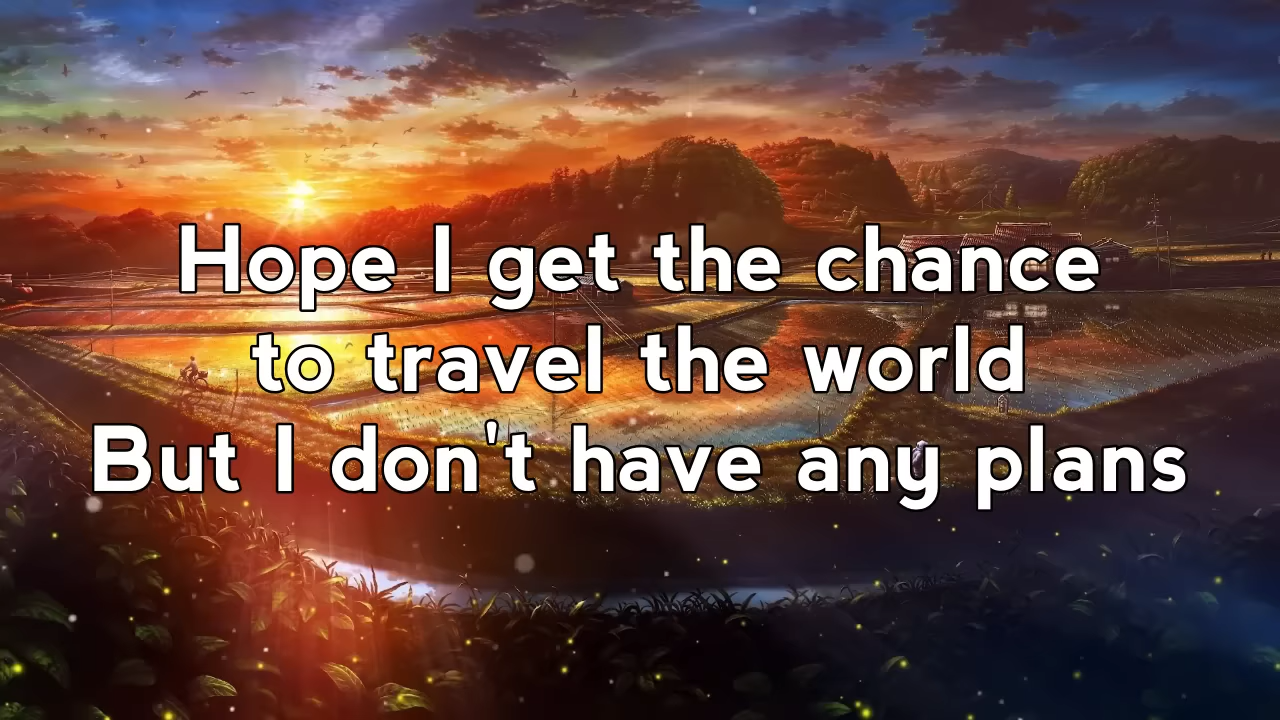 Hope I get the chance
to travel the world
But I don't have any plans